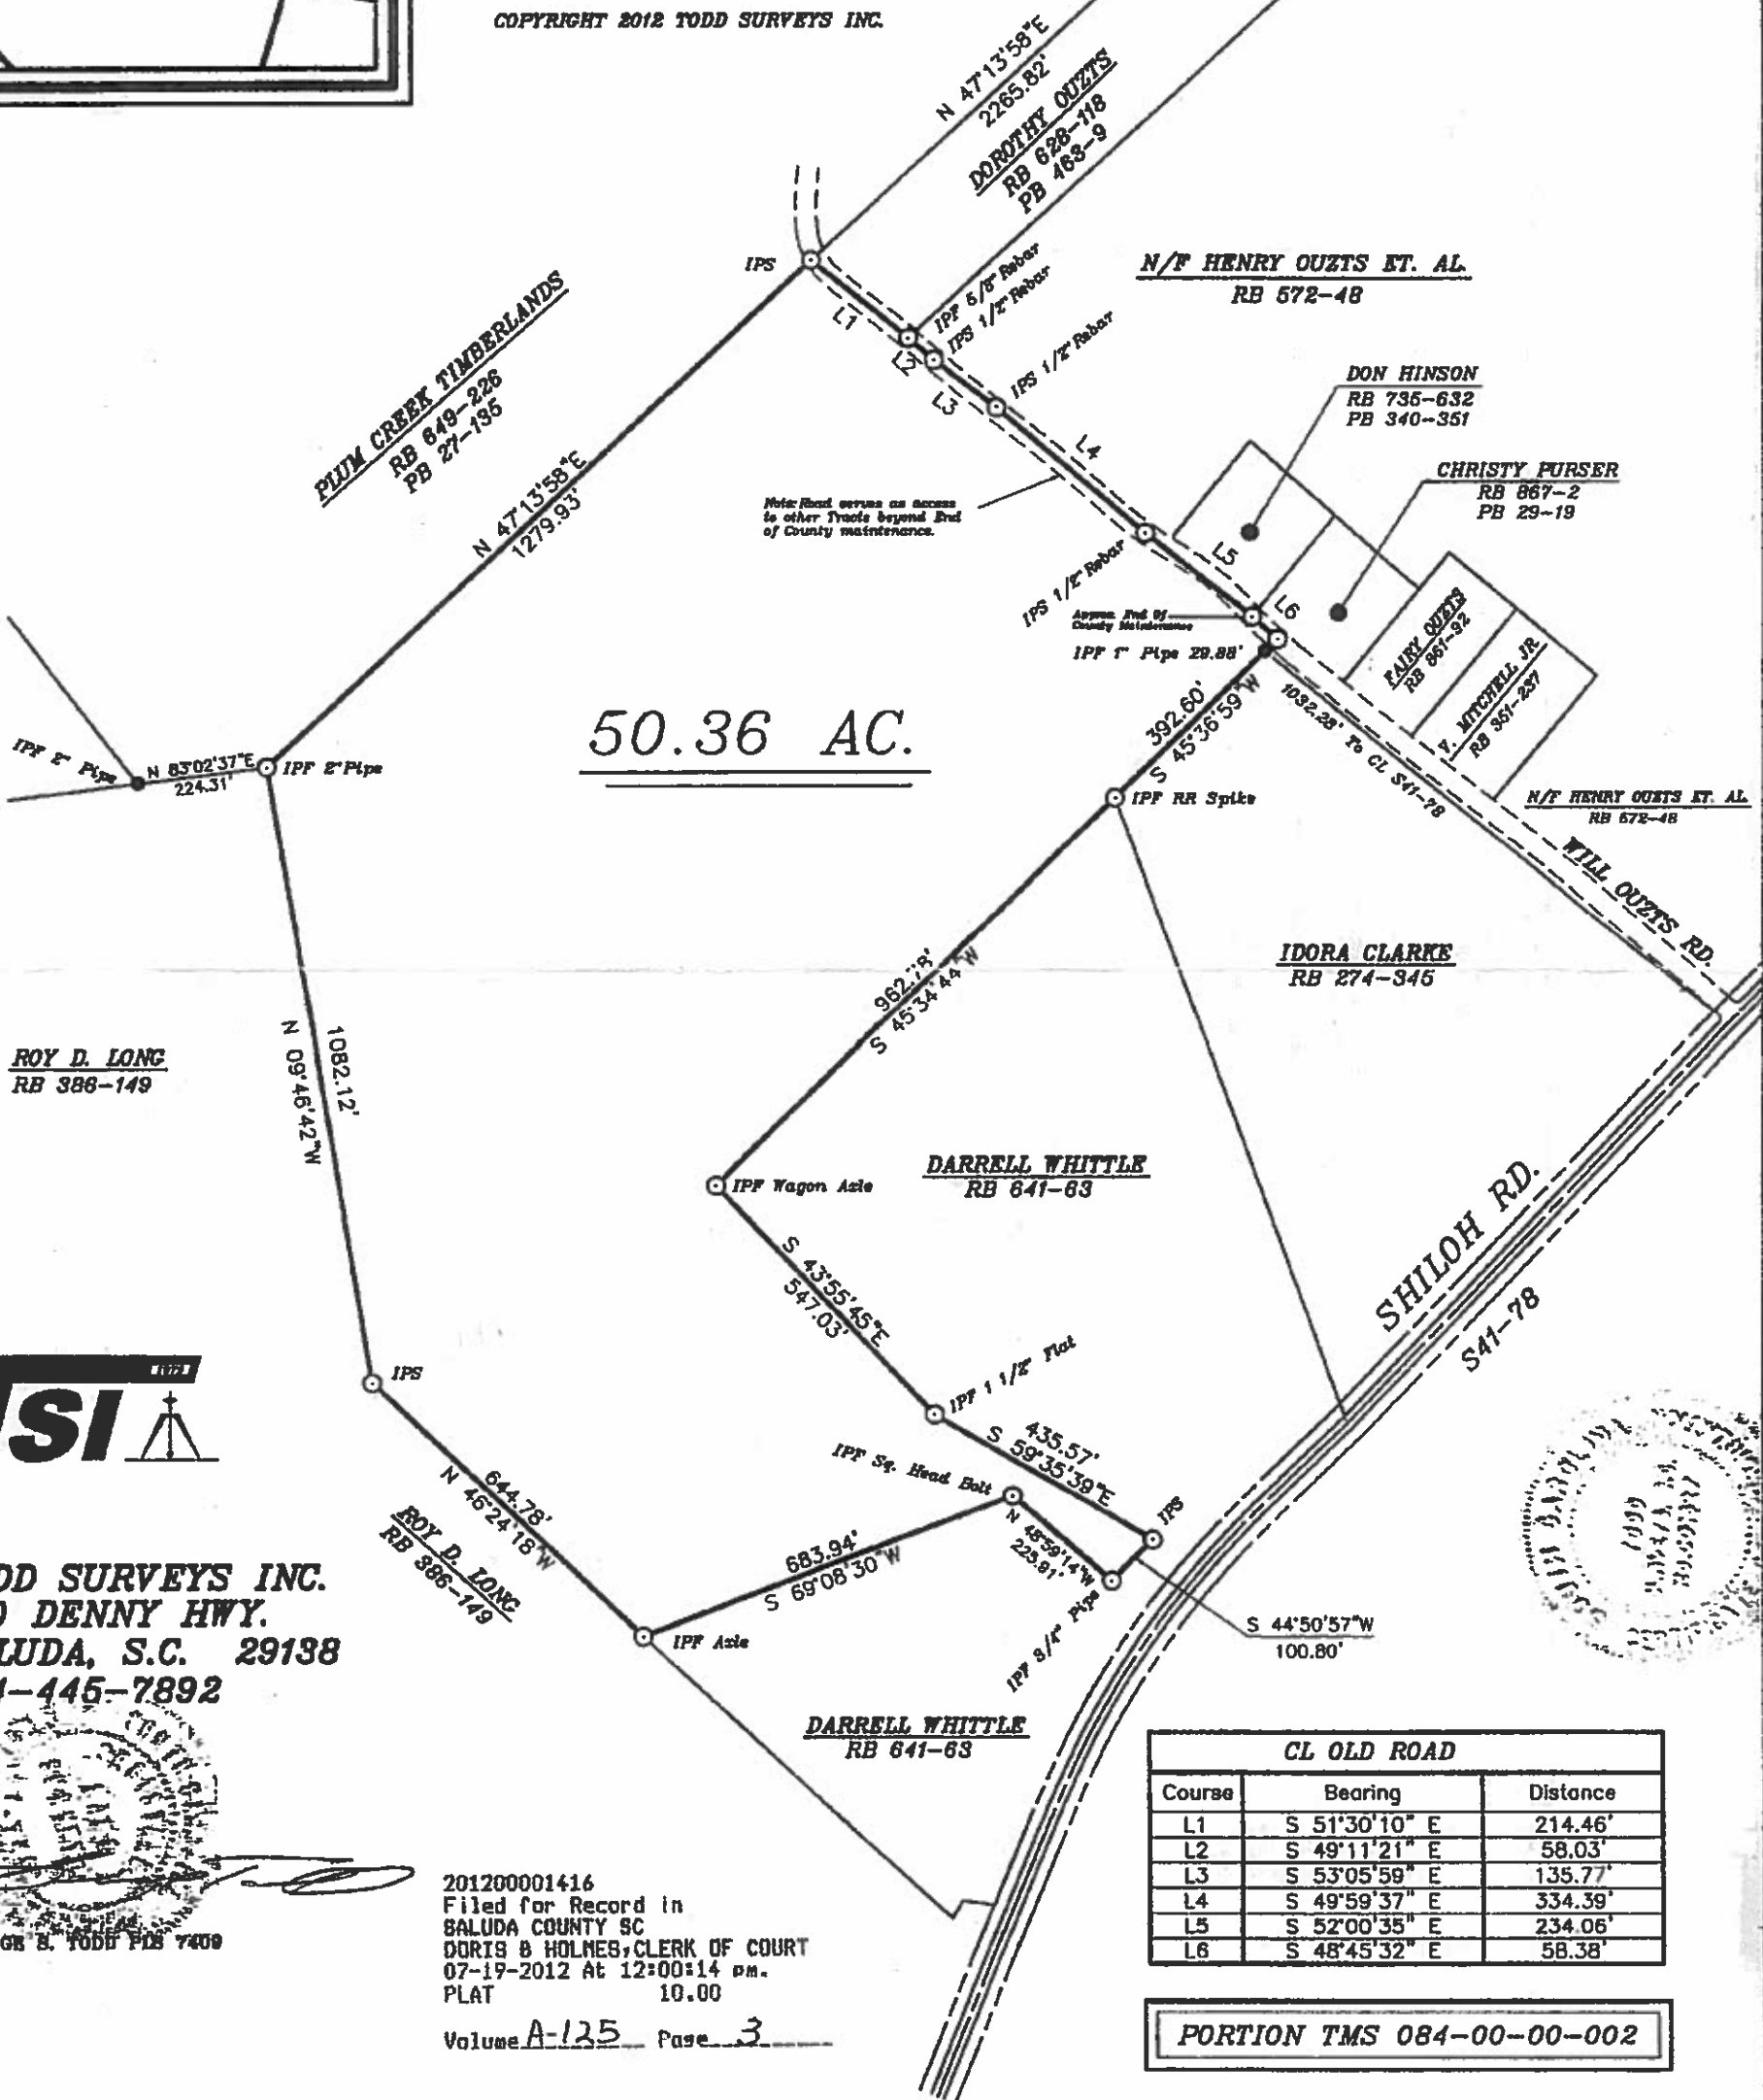 COPYRIGHT 2012 TODD SURVEYS INC.
N 47°13'58"E
2265.82'
DOROTHY OUZTS
RB 628-118
PB 463-9
IPS
L1
IPF 5/8" Rebar
IPS 1/2" Rebar
L2
L3
IPS 1/2" Rebar
L4
N/F HENRY OUZTS ET. AL.
RB 572-48
DON HINSON
RB 735-632
PB 340-351
CHRISTY PURSER
RB 867-2
PB 29-19
PLUM CREEK TIMBERLANDS
RB 649-226
PB 27-135
N 47°13'58"E
1279.93'
Note: Road serves as access
to other Tracts beyond End
of County maintenance.
IPS 1/2" Rebar
L5
L6
Approx. End Of
County Maintenance
IPF 1" Pipe 29.88'
FAIRY OUZTS
RB 861-92
V. MITCHELL JR
RB 351-237
1032.28' To CL S41-78
N/F HENRY OUZTS ET. AL.
RB 572-48
WILL OUZTS RD.
392.60'
S 45°36'59"W
50.36 AC.
IPF 2" Pipe
N 83°02'37"E
224.31'
IPF 2" Pipe
IPF RR Spike
IDORA CLARKE
RB 274-345
962.78'
S 45°34'44"W
ROY D. LONG
RB 386-149
1082.12'
N 09°46'42"W
DARRELL WHITTLE
RB 641-63
IPF Wagon Axle
SHILOH RD.
S41-78
S 43°55'45"E
547.03'
IPS
IPF 1 1/2" Flat
435.57'
S 59°35'39"E
IPF Sq. Head Bolt
IPS
N 48°59'14"W
225.91'
IPF 3/4" Pipe
S 44°50'57"W
100.80'
SI
644.78'
N 46°24'18"W
ROY D. LONG
RB 386-149
683.94'
S 69°08'30"W
IPF Axle
DARRELL WHITTLE
RB 641-63
DD SURVEYS INC.
DENNY HWY.
LUDA, S.C. 29138
-445-7892
GE S. TODD PLS 7409
CL OLD ROAD
Course Bearing Distance
L1 S 51°30'10" E 214.46'
L2 S 49°11'21" E 58.03'
L3 S 53°05'59" E 135.77'
L4 S 49°59'37" E 334.39'
L5 S 52°00'35" E 234.06'
L6 S 48°45'32" E 58.38'
PORTION TMS 084-00-00-002
201200001416
Filed for Record in
SALUDA COUNTY SC
DORIS B HOLMES, CLERK OF COURT
07-19-2012 At 12:00:14 pm.
PLAT 10.00
Volume A-125 Page 3